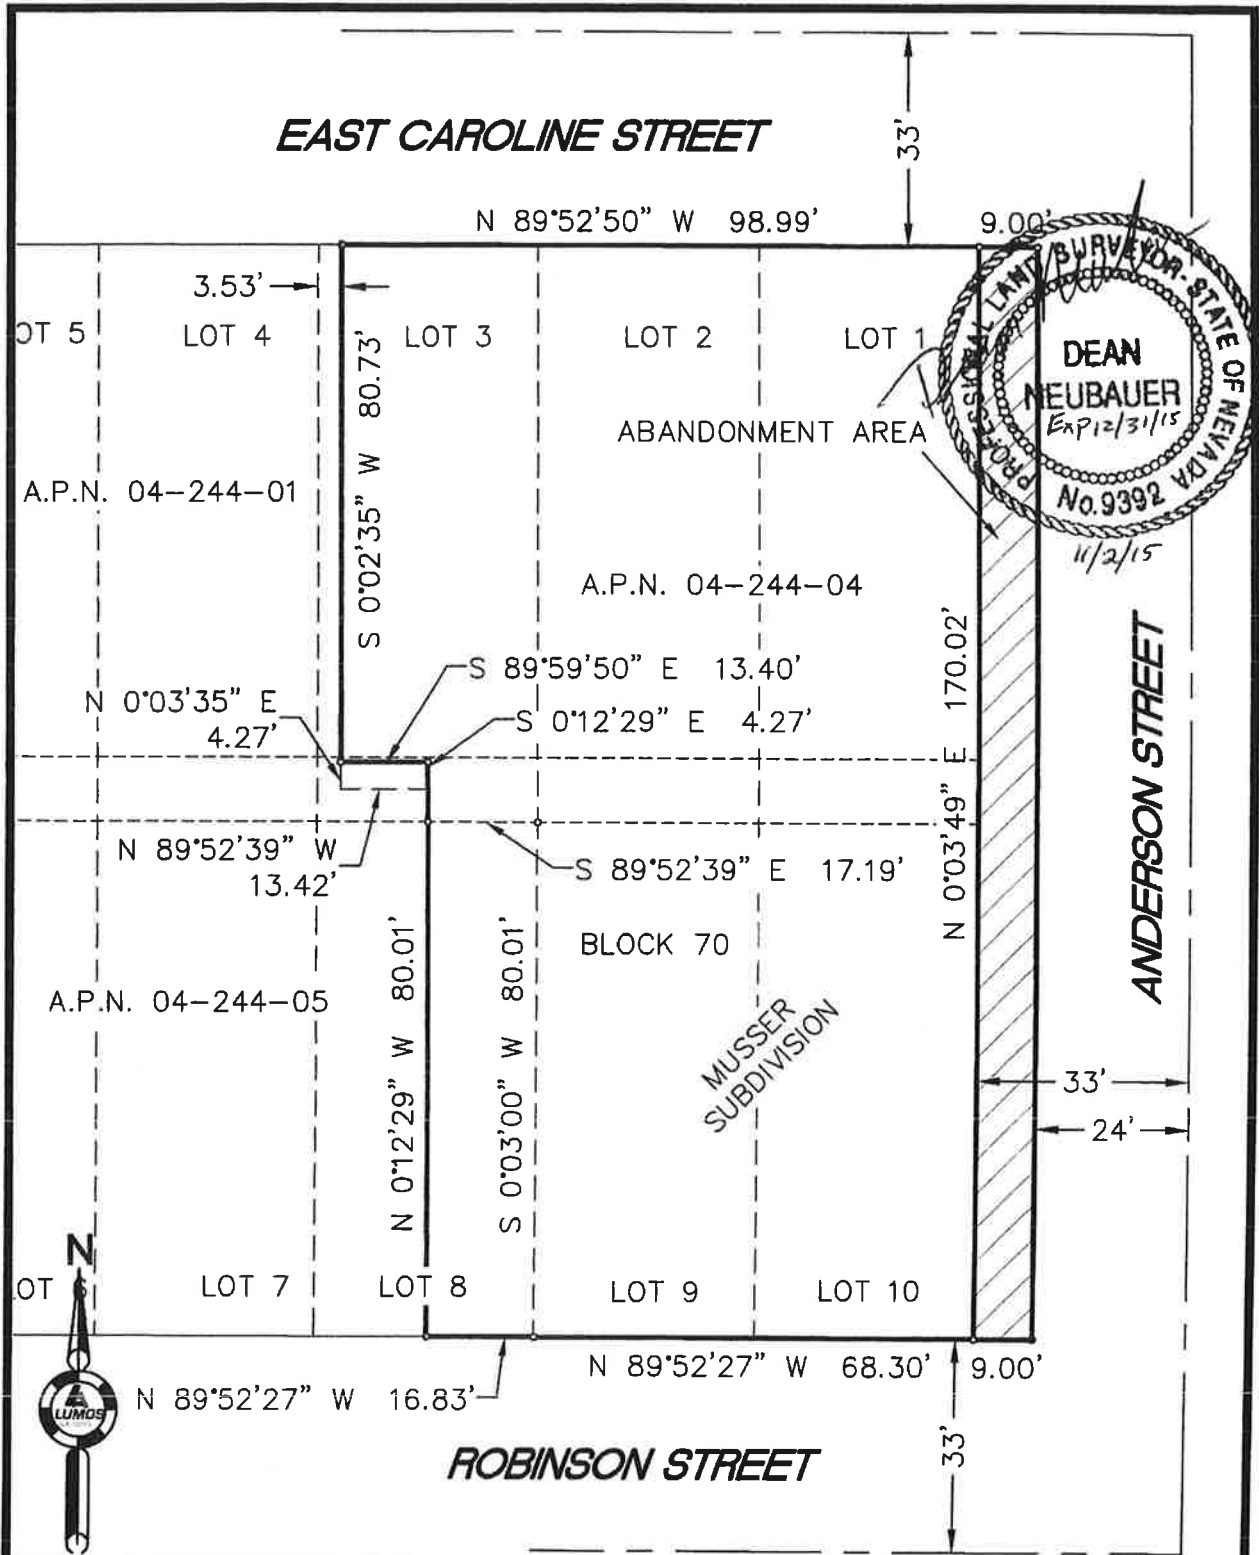 EAST CAROLINE STREET
33'
N 89°52'50" W 98.99'
9.00'
3.53'
OT 5
LOT 4
LOT 3
LOT 2
LOT 1
S 0°02'35" W 80.73'
PROFESSIONAL LAND SURVEYOR-STATE OF NEVADA
DEAN
NEUBAUER
Exp 12/31/15
No. 9392
11/2/15
ABANDONMENT AREA
A.P.N. 04-244-01
A.P.N. 04-244-04
S 89°59'50" E 13.40'
N 0°03'35" E
4.27'
S 0°12'29" E 4.27'
N 0°03'49" E 170.02'
ANDERSON STREET
N 89°52'39" W
13.42'
S 89°52'39" E 17.19'
BLOCK 70
A.P.N. 04-244-05
N 0°12'29" W 80.01'
S 0°03'00" W 80.01'
MUSSER
SUBDIVISION
33'
24'
N
OT 6
LOT 7
LOT 8
LOT 9
LOT 10
N 89°52'27" W 68.30'
9.00'
N 89°52'27" W 16.83'
LUMOS
ROBINSON STREET
33'